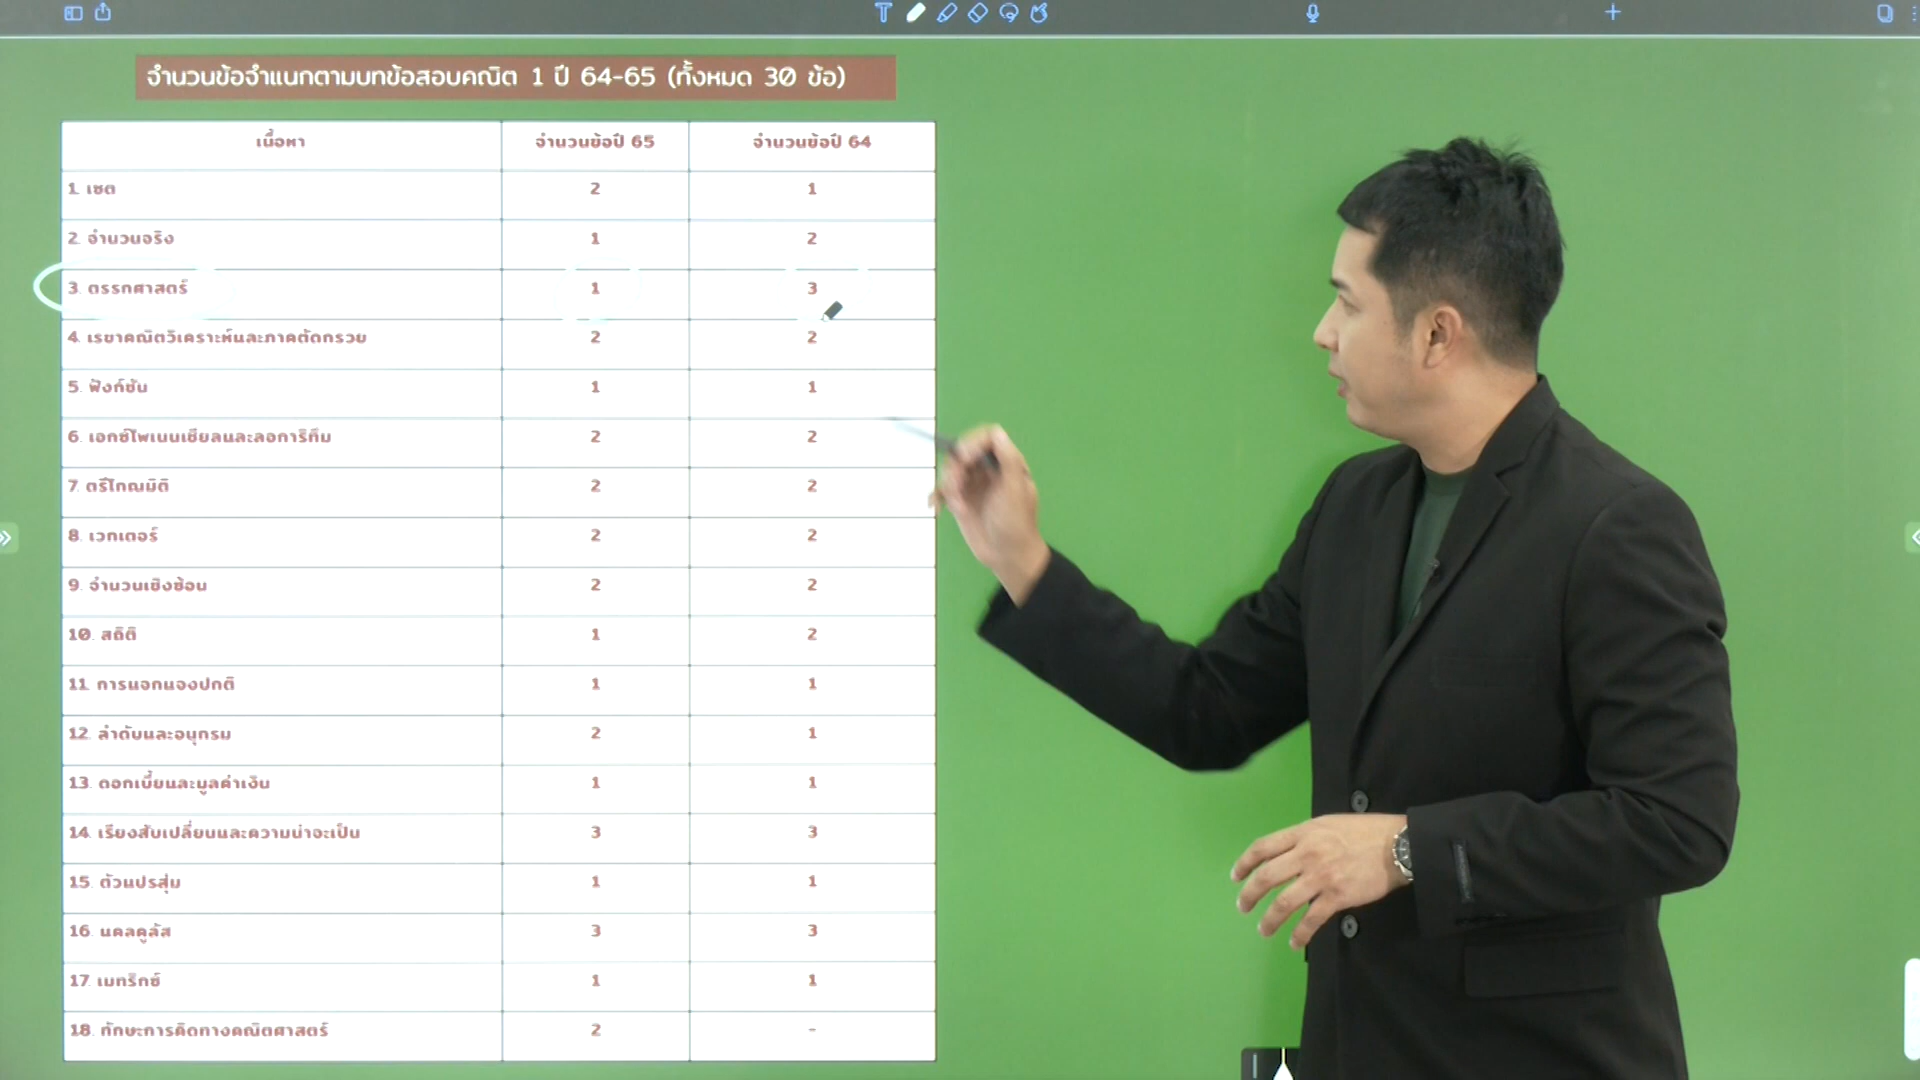 จำนวนข้อจำแนกตามบทข้อสอบคณิต 1 ปี 64-65 (ทั้งหมด 30 ข้อ)
เนื้อหา จำนวนข้อปี 65 จำนวนข้อปี 64
1. เซต 2 1
2. จำนวนจริง 1 2
3. ตรรกศาสตร์ 1 3
4. เรขาคณิตวิเคราะห์และภาคตัดกรวย 2 2
5. ฟังก์ชัน 1 1
6. เอกซ์โพเนนเชียลและลอการิทึม 2 2
7. ตรีโกณมิติ 2 2
8. เวกเตอร์ 2 2
9. จำนวนเชิงซ้อน 2 2
10. สถิติ 1 2
11. การแจกแจงปกติ 1 1
12. ลำดับและอนุกรม 2 1
13. ดอกเบี้ยและมูลค่าเงิน 1 1
14. เรียงสับเปลี่ยนและความน่าจะเป็น 3 3
15. ตัวแปรสุ่ม 1 1
16. แคลคูลัส 3 3
17. เมทริกซ์ 1 1
18. ทักษะการคิดทางคณิตศาสตร์ 2 -